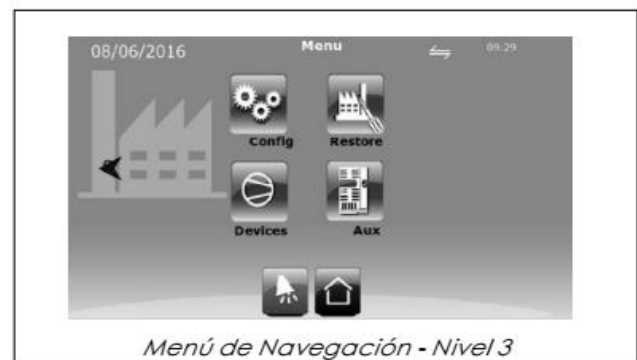 08/06/2016 Menu 09:29
Config Restore
Devices Aux
Menú de Navegación - Nivel 3